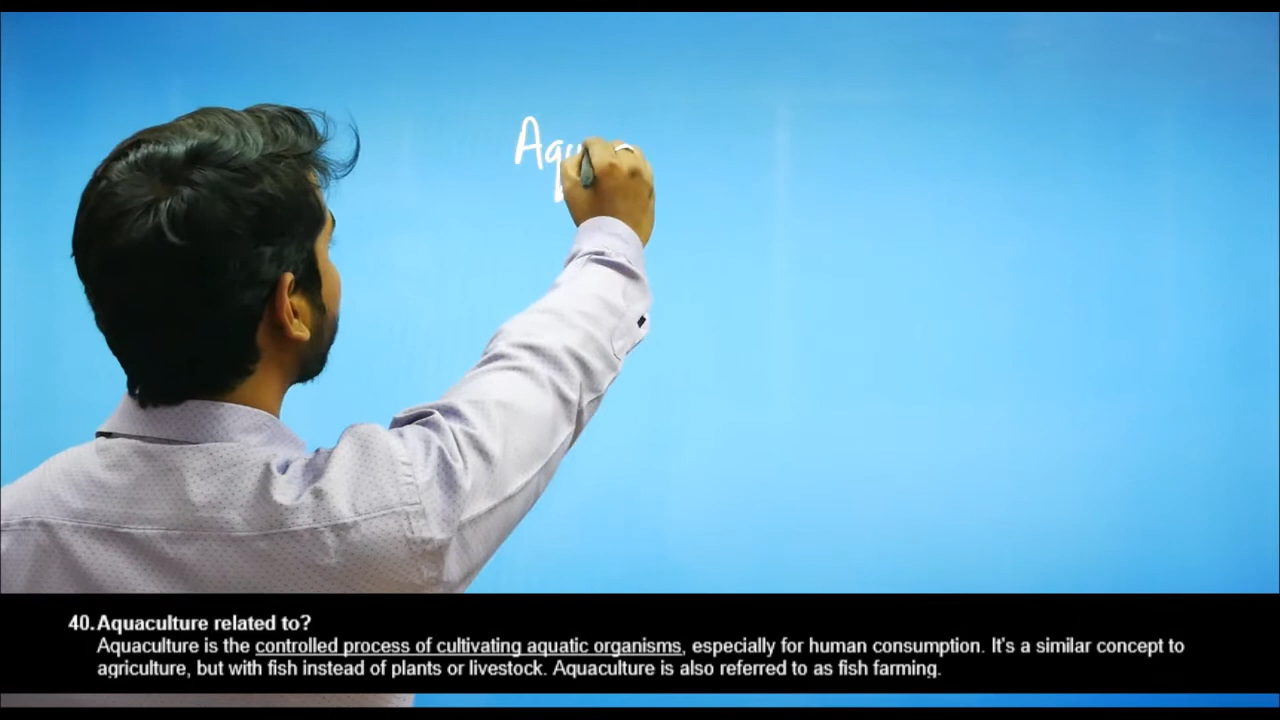 Aqu
40. Aquaculture related to?
Aquaculture is the controlled process of cultivating aquatic organisms, especially for human consumption. It's a similar concept to
agriculture, but with fish instead of plants or livestock. Aquaculture is also referred to as fish farming.